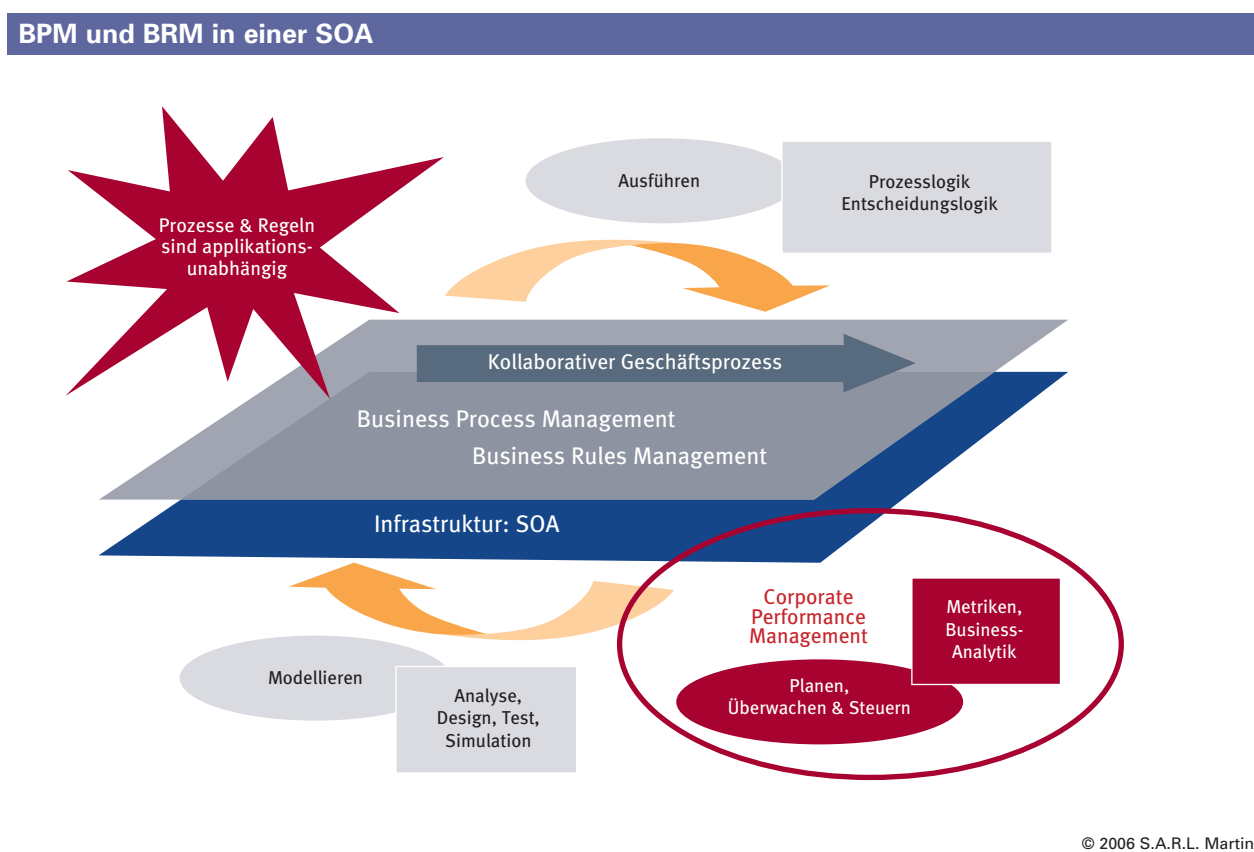 BPM und BRM in einer SOA
Prozesse & Regeln
sind applikations-
unabhängig
Ausführen
Prozesslogik
Entscheidungslogik
Kollaborativer Geschäftsprozess
Business Process Management
Business Rules Management
Infrastruktur: SOA
Corporate
Performance
Management
Metriken,
Business-
Analytik
Planen,
Überwachen & Steuern
Modellieren
Analyse,
Design, Test,
Simulation
© 2006 S.A.R.L. Martin